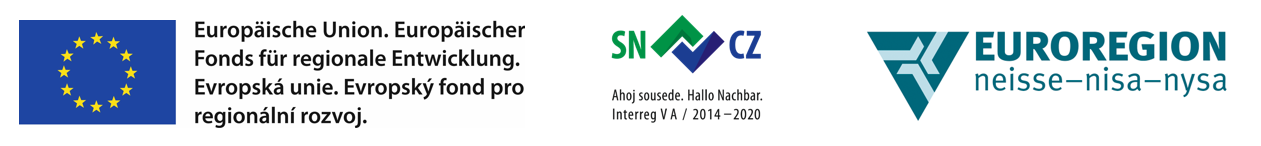 Europäische Union. Europäischer
Fonds für regionale Entwicklung.
Evropská unie. Evropský fond pro
regionální rozvoj.
SN CZ
Ahoj sousede. Hallo Nachbar.
Interreg V A / 2014–2020
EUROREGION
neisse–nisa–nysa